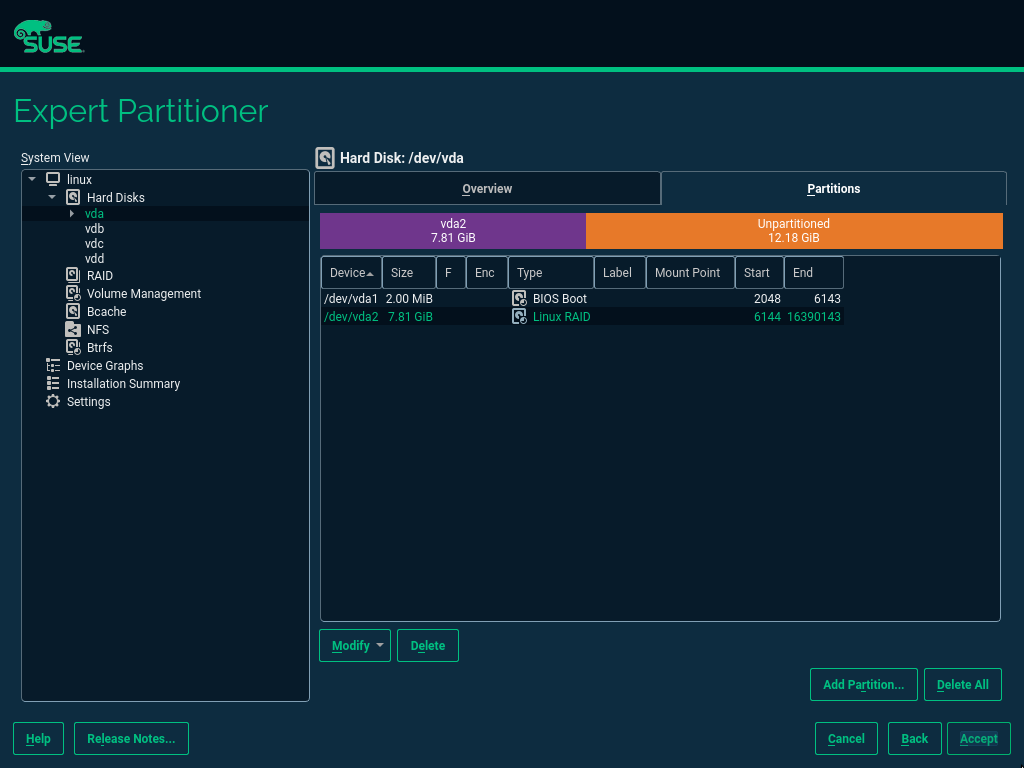 SUSE
Expert Partitioner
System View
linux
Hard Disks
vda
vdb
vdc
vdd
RAID
Volume Management
Bcache
NFS
Btrfs
Device Graphs
Installation Summary
Settings
Hard Disk: /dev/vda
Overview Partitions
vda2 Unpartitioned
7.81 GiB 12.18 GiB
Device Size F Enc Type Label Mount Point Start End
/dev/vda1 2.00 MiB BIOS Boot 2048 6143
/dev/vda2 7.81 GiB Linux RAID 6144 16390143
Modify Delete
Add Partition... Delete All
Help Release Notes... Cancel Back Accept